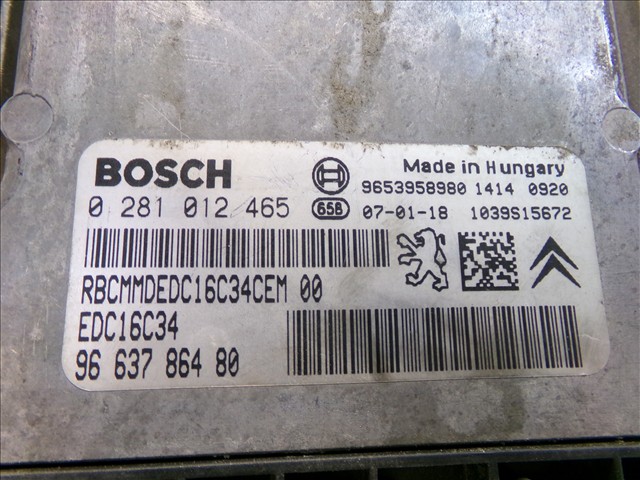 BOSCH
Made in Hungary
9653958980 1414 0920
0 281 012 465
65B
07-01-18 1039S15672
RBCMMDEDC16C34CEM 00
EDC16C34
96 637 864 80